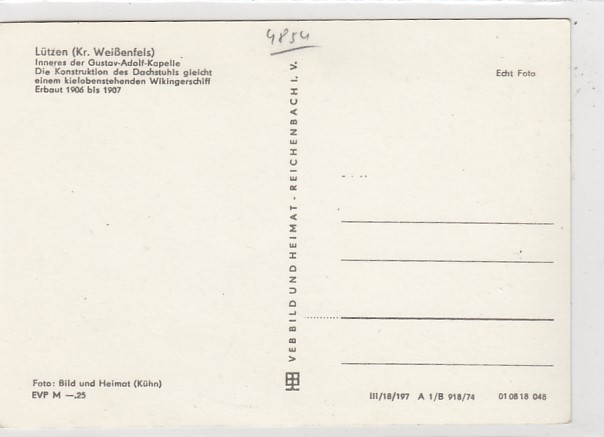 4854
Lützen (Kr. Weißenfels)
Inneres der Gustav-Adolf-Kapelle
Die Konstruktion des Dachstuhls gleicht
einem kielobenstehenden Wikingerschiff
Erbaut 1906 bis 1907
Echt Foto
VEB BILD UND HEIMAT - REICHENBACH I. V.
Foto: Bild und Heimat (Kühn)
EVP M —.25
III/18/197 A 1/B 918/74 01 08 18 048